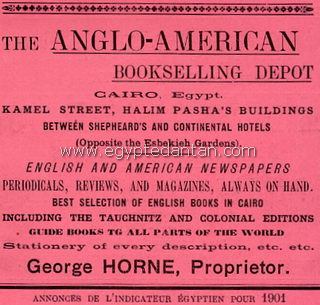 THE ANGLO-AMERICAN
BOOKSELLING DEPOT
CAIRO, Egypt.
KAMEL STREET, HALIM PASHA'S BUILDINGS
BETWEEN SHEPHEARD'S AND CONTINENTAL HOTELS
(Opposite the Esbekieh Gardens)
www.egyptedantan.com
ENGLISH AND AMERICAN NEWSPAPERS
PERIODICALS, REVIEWS, AND MAGAZINES, ALWAYS ON HAND.
BEST SELECTION OF ENGLISH BOOKS IN CAIRO
INCLUDING THE TAUCHNITZ AND COLONIAL EDITIONS
GUIDE BOOKS TG ALL PARTS OF THE WORLD
Stationery of every description, etc. etc.
George HORNE, Proprietor.
ANNONCES DE L'INDICATEUR ÉGYPTIEN POUR 1901